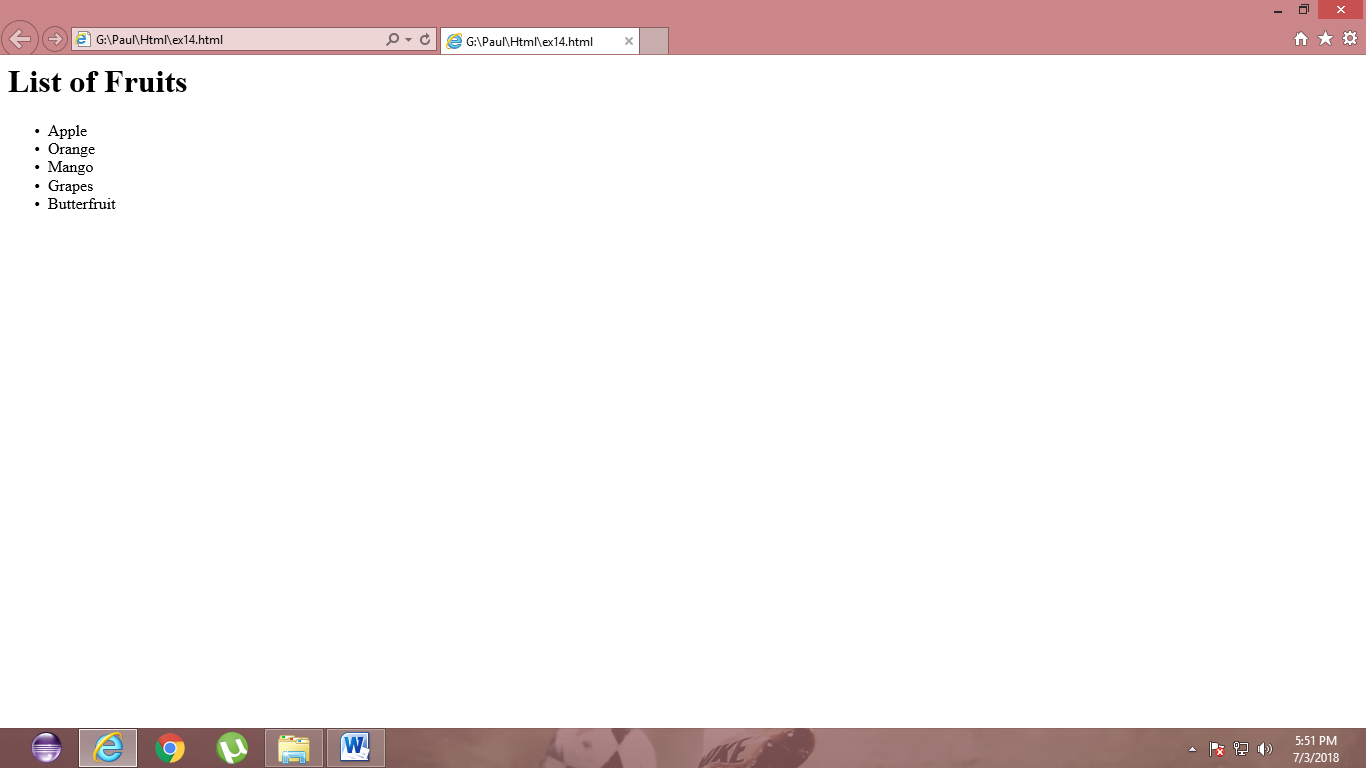 G:\Paul\Html\ex14.html
G:\Paul\Html\ex14.html
List of Fruits
• Apple
• Orange
• Mango
• Grapes
• Butterfruit
5:51 PM
7/3/2018